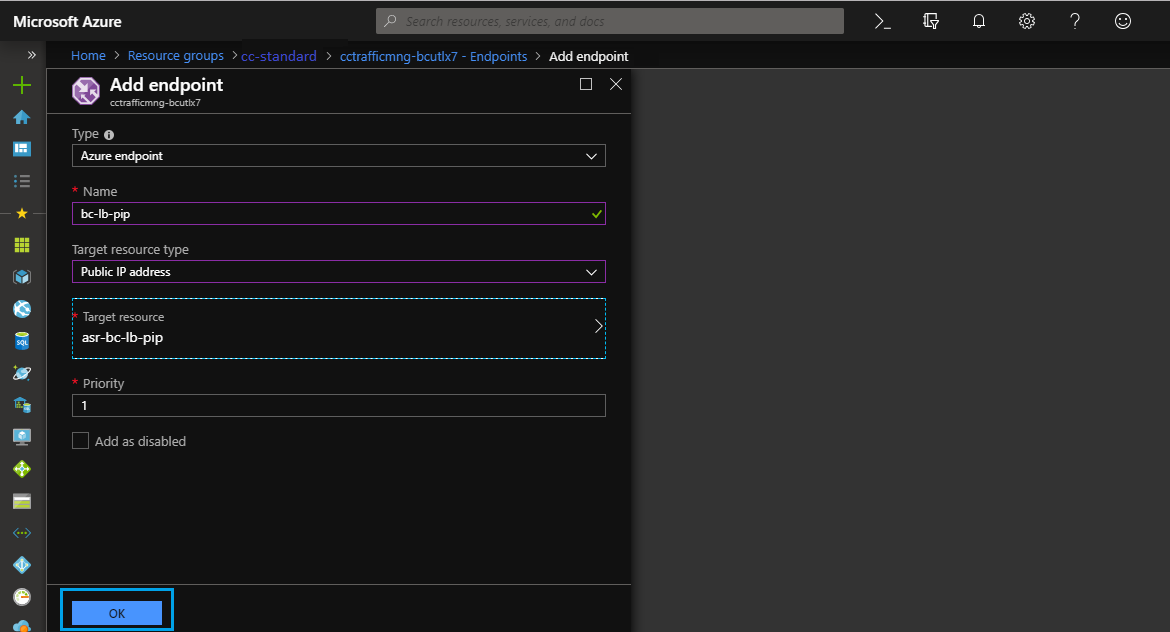 Microsoft Azure
Search resources, services, and docs
Home > Resource groups > cc-standard > cctrafficmng-bcutlx7 - Endpoints > Add endpoint
Add endpoint
cctrafficmng-bcutlx7
Type
Azure endpoint
* Name
bc-lb-pip
Target resource type
Public IP address
* Target resource
asr-bc-lb-pip
* Priority
1
Add as disabled
OK